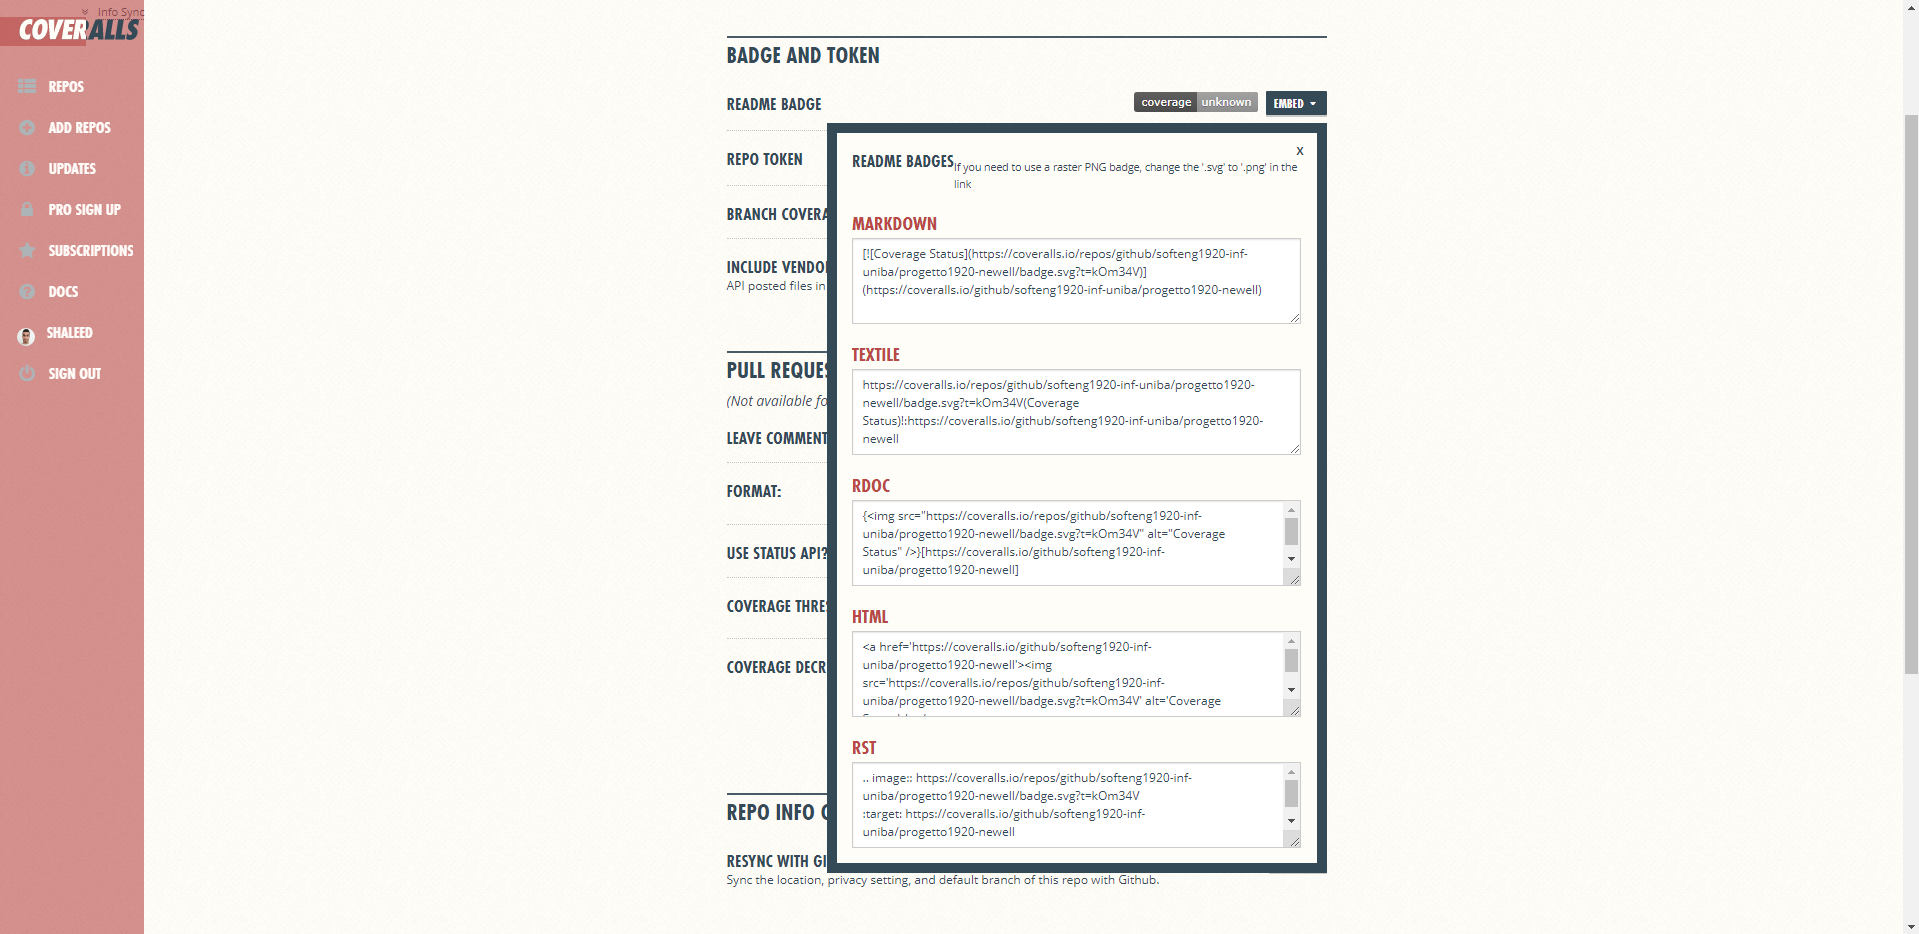 Info Sync
COVERALLS
REPOS
ADD REPOS
UPDATES
PRO SIGN UP
SUBSCRIPTIONS
DOCS
SHALEED
SIGN OUT
BADGE AND TOKEN
README BADGE
coverage unknown
EMBED
REPO TOKEN
BRANCH COVERA
INCLUDE VENDO
API posted files in
PULL REQUES
(Not available fo
LEAVE COMMENT
FORMAT:
USE STATUS API?
COVERAGE THRES
COVERAGE DECR
REPO INFO
RESYNC WITH GI
Sync the location, privacy setting, and default branch of this repo with Github.
x
README BADGES
If you need to use a raster PNG badge, change the '.svg' to '.png' in the
link
MARKDOWN
[![Coverage Status](https://coveralls.io/repos/github/softeng1920-inf-
uniba/progetto1920-newell/badge.svg?t=kOm34V)]
(https://coveralls.io/github/softeng1920-inf-uniba/progetto1920-newell)
TEXTILE
https://coveralls.io/repos/github/softeng1920-inf-uniba/progetto1920-
newell/badge.svg?t=kOm34V(Coverage
Status)!:https://coveralls.io/github/softeng1920-inf-uniba/progetto1920-
newell
RDOC
{<img src="https://coveralls.io/repos/github/softeng1920-inf-
uniba/progetto1920-newell/badge.svg?t=kOm34V" alt="Coverage
Status" />}[https://coveralls.io/github/softeng1920-inf-
uniba/progetto1920-newell]
HTML
<a href='https://coveralls.io/github/softeng1920-inf-
uniba/progetto1920-newell'><img
src='https://coveralls.io/repos/github/softeng1920-inf-
uniba/progetto1920-newell/badge.svg?t=kOm34V' alt='Coverage
RST
.. image:: https://coveralls.io/repos/github/softeng1920-inf-
uniba/progetto1920-newell/badge.svg?t=kOm34V
:target: https://coveralls.io/github/softeng1920-inf-
uniba/progetto1920-newell